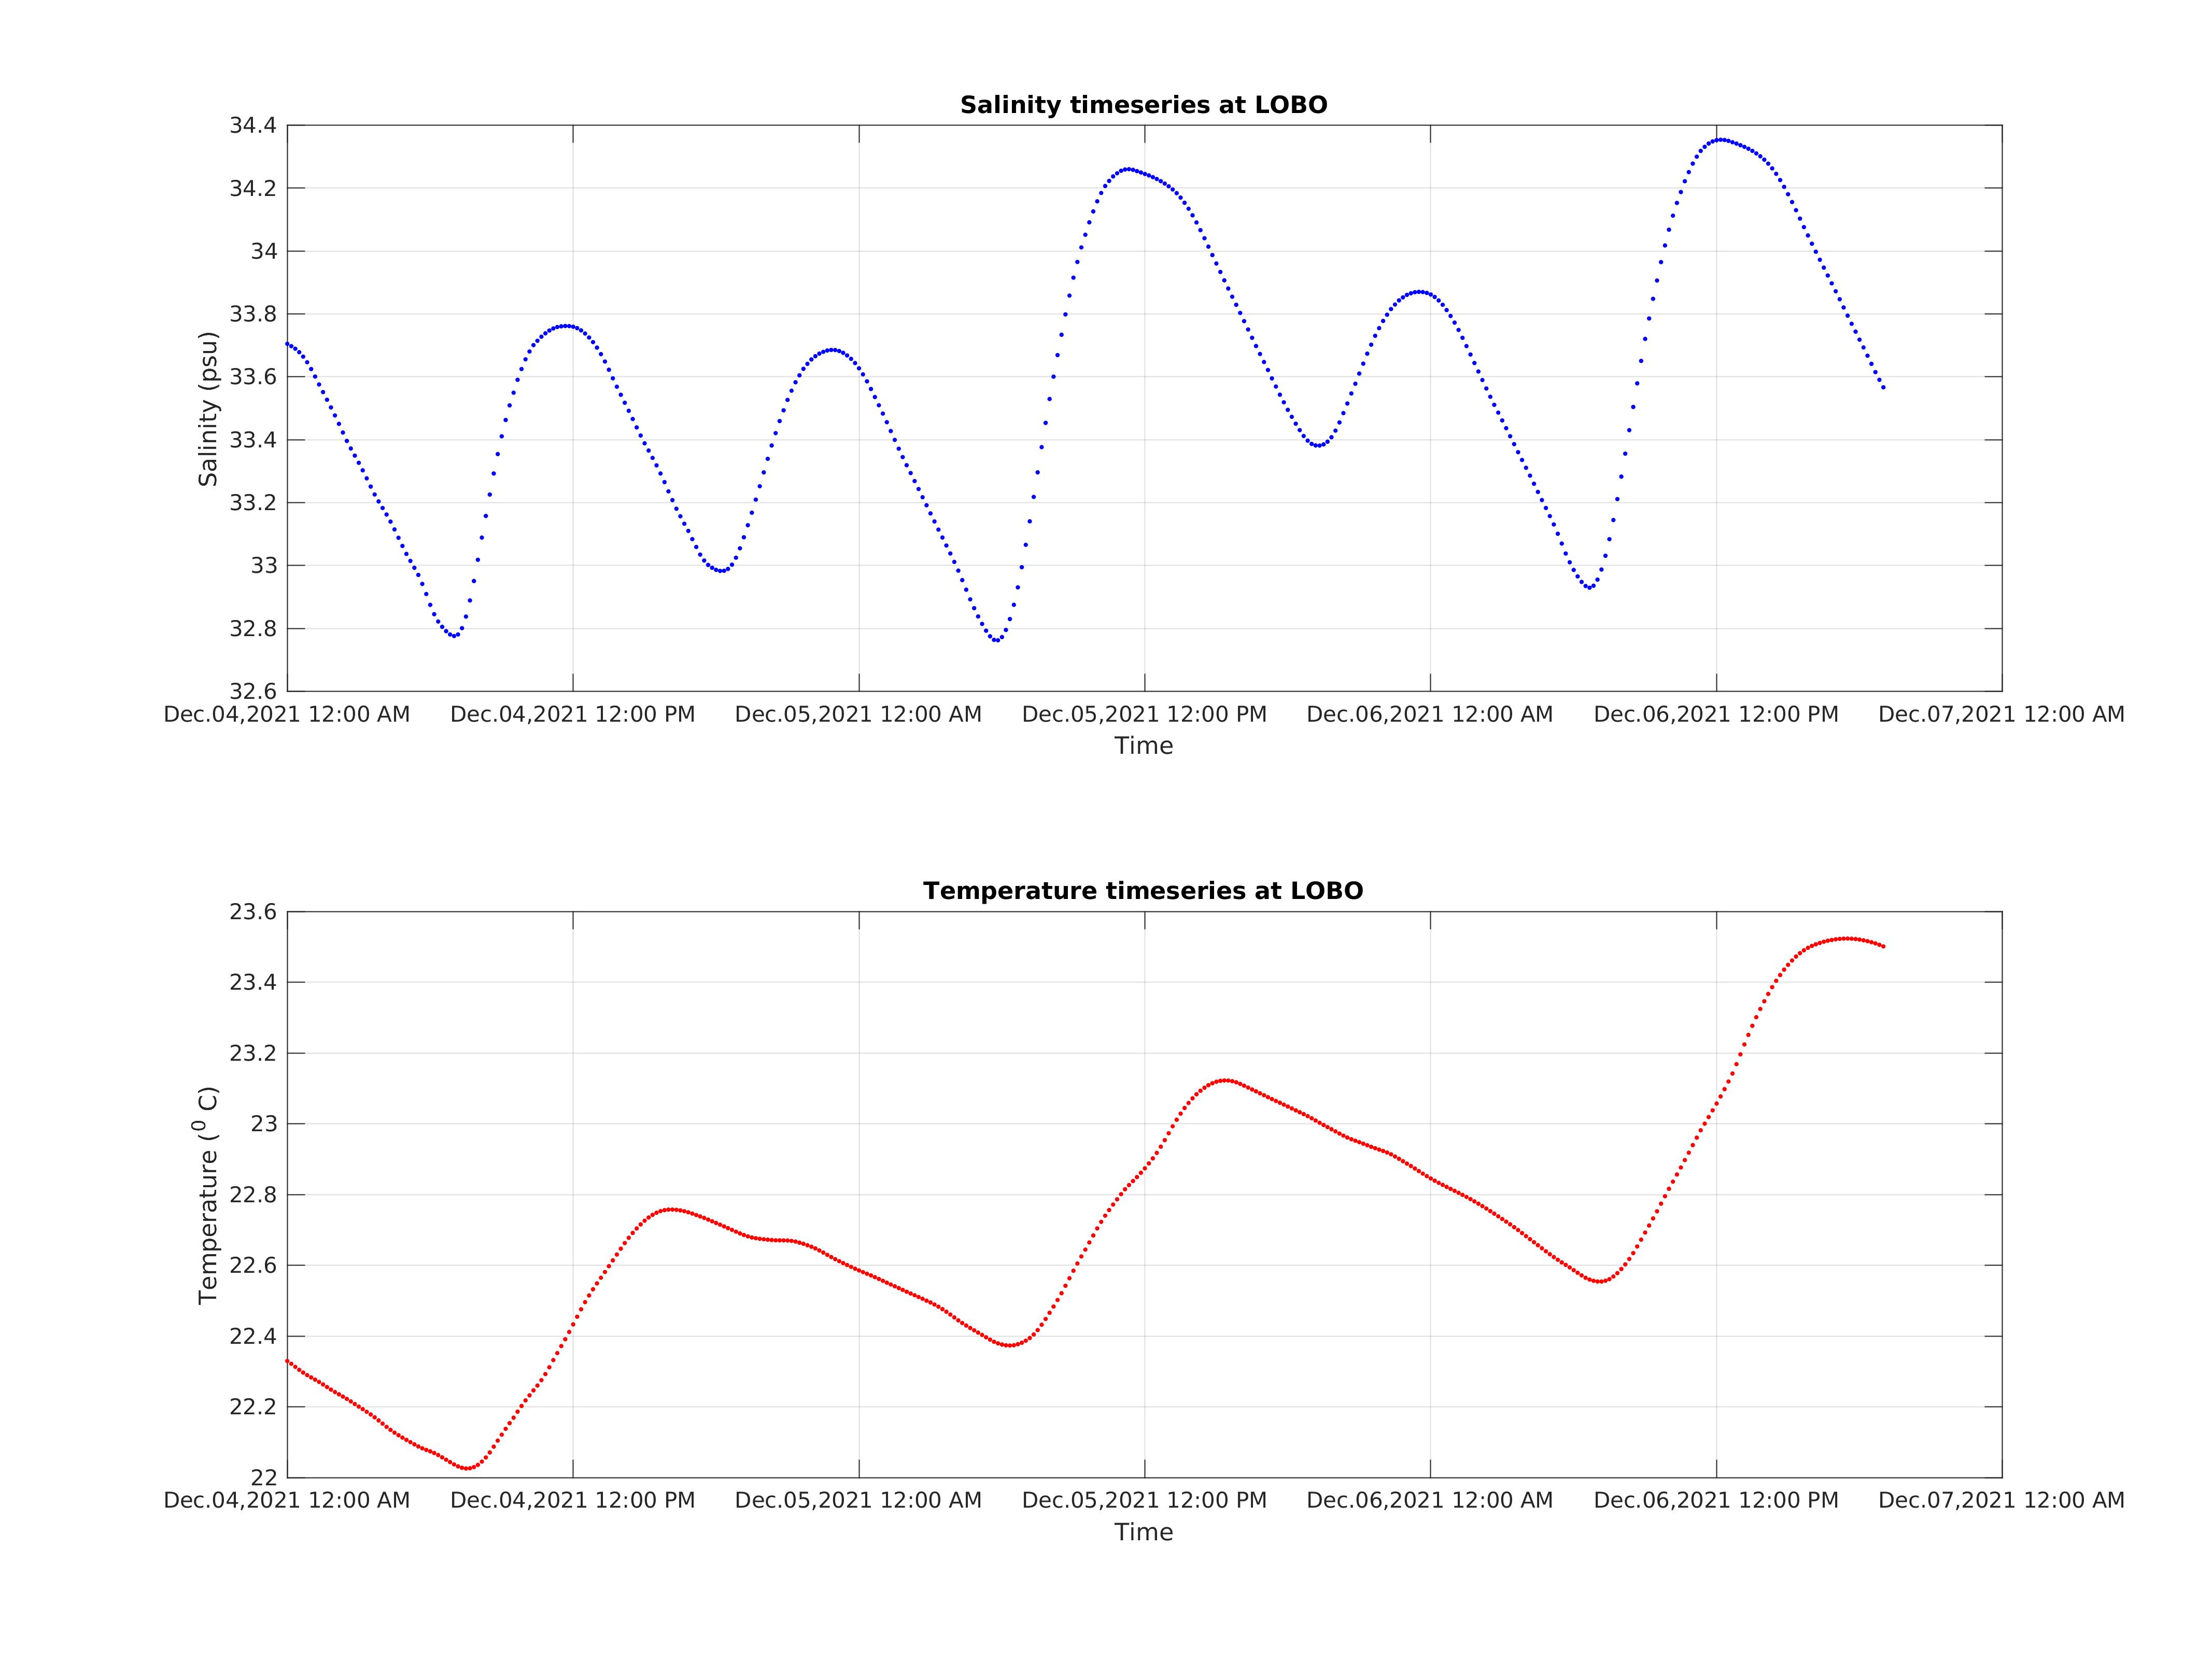 Salinity timeseries at LOBO
34.4
34.2
34
33.8
33.6
33.4
33.2
33
32.8
32.6
Salinity (psu)
Dec.04,2021 12:00 AM Dec.04,2021 12:00 PM Dec.05,2021 12:00 AM Dec.05,2021 12:00 PM Dec.06,2021 12:00 AM Dec.06,2021 12:00 PM Dec.07,2021 12:00 AM
Time
Temperature timeseries at LOBO
23.6
23.4
23.2
23
22.8
22.6
22.4
22.2
22
Temperature (⁰ C)
Dec.04,2021 12:00 AM Dec.04,2021 12:00 PM Dec.05,2021 12:00 AM Dec.05,2021 12:00 PM Dec.06,2021 12:00 AM Dec.06,2021 12:00 PM Dec.07,2021 12:00 AM
Time